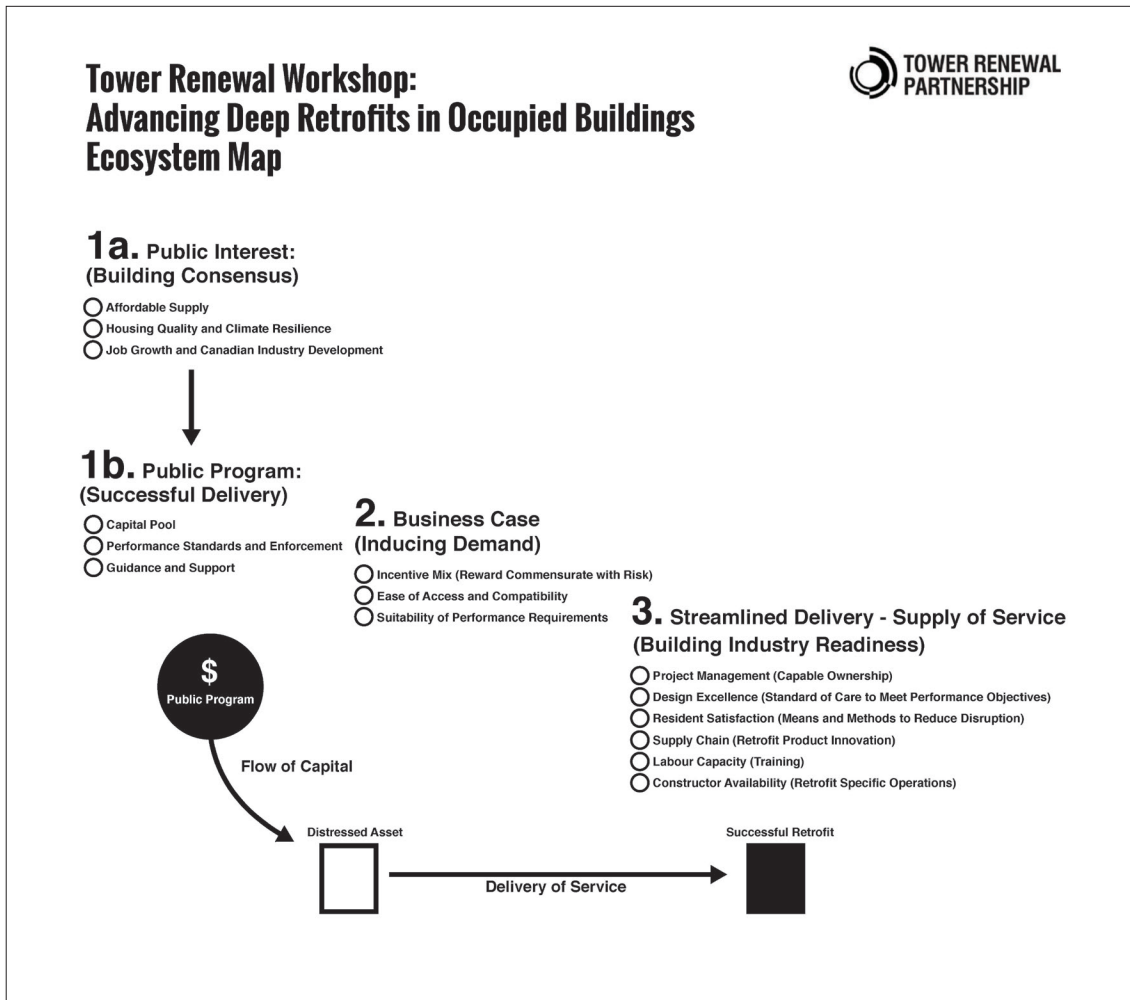 Tower Renewal Workshop:
Advancing Deep Retrofits in Occupied Buildings
Ecosystem Map
TOWER RENEWAL
PARTNERSHIP
1a. Public Interest:
(Building Consensus)
Affordable Supply
Housing Quality and Climate Resilience
Job Growth and Canadian Industry Development
1b. Public Program:
(Successful Delivery)
Capital Pool
Performance Standards and Enforcement
Guidance and Support
2. Business Case
(Inducing Demand)
Incentive Mix (Reward Commensurate with Risk)
Ease of Access and Compatibility
Suitability of Performance Requirements
3. Streamlined Delivery - Supply of Service
(Building Industry Readiness)
Project Management (Capable Ownership)
Design Excellence (Standard of Care to Meet Performance Objectives)
Resident Satisfaction (Means and Methods to Reduce Disruption)
Supply Chain (Retrofit Product Innovation)
Labour Capacity (Training)
Constructor Availability (Retrofit Specific Operations)
$
Public Program
Flow of Capital
Distressed Asset
Delivery of Service
Successful Retrofit